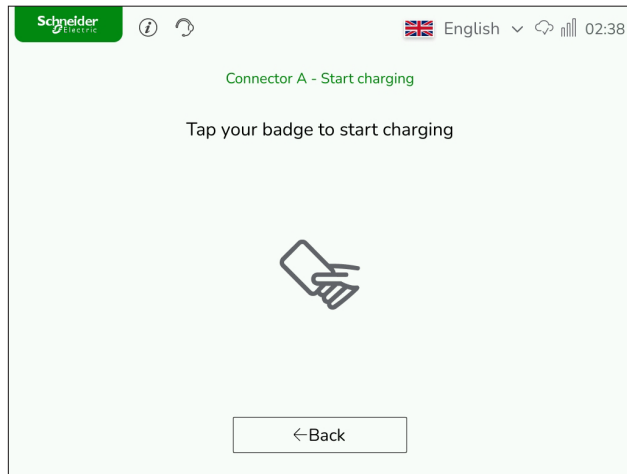 Schneider
Electric
i
English
02:38
Connector A - Start charging
Tap your badge to start charging
←Back